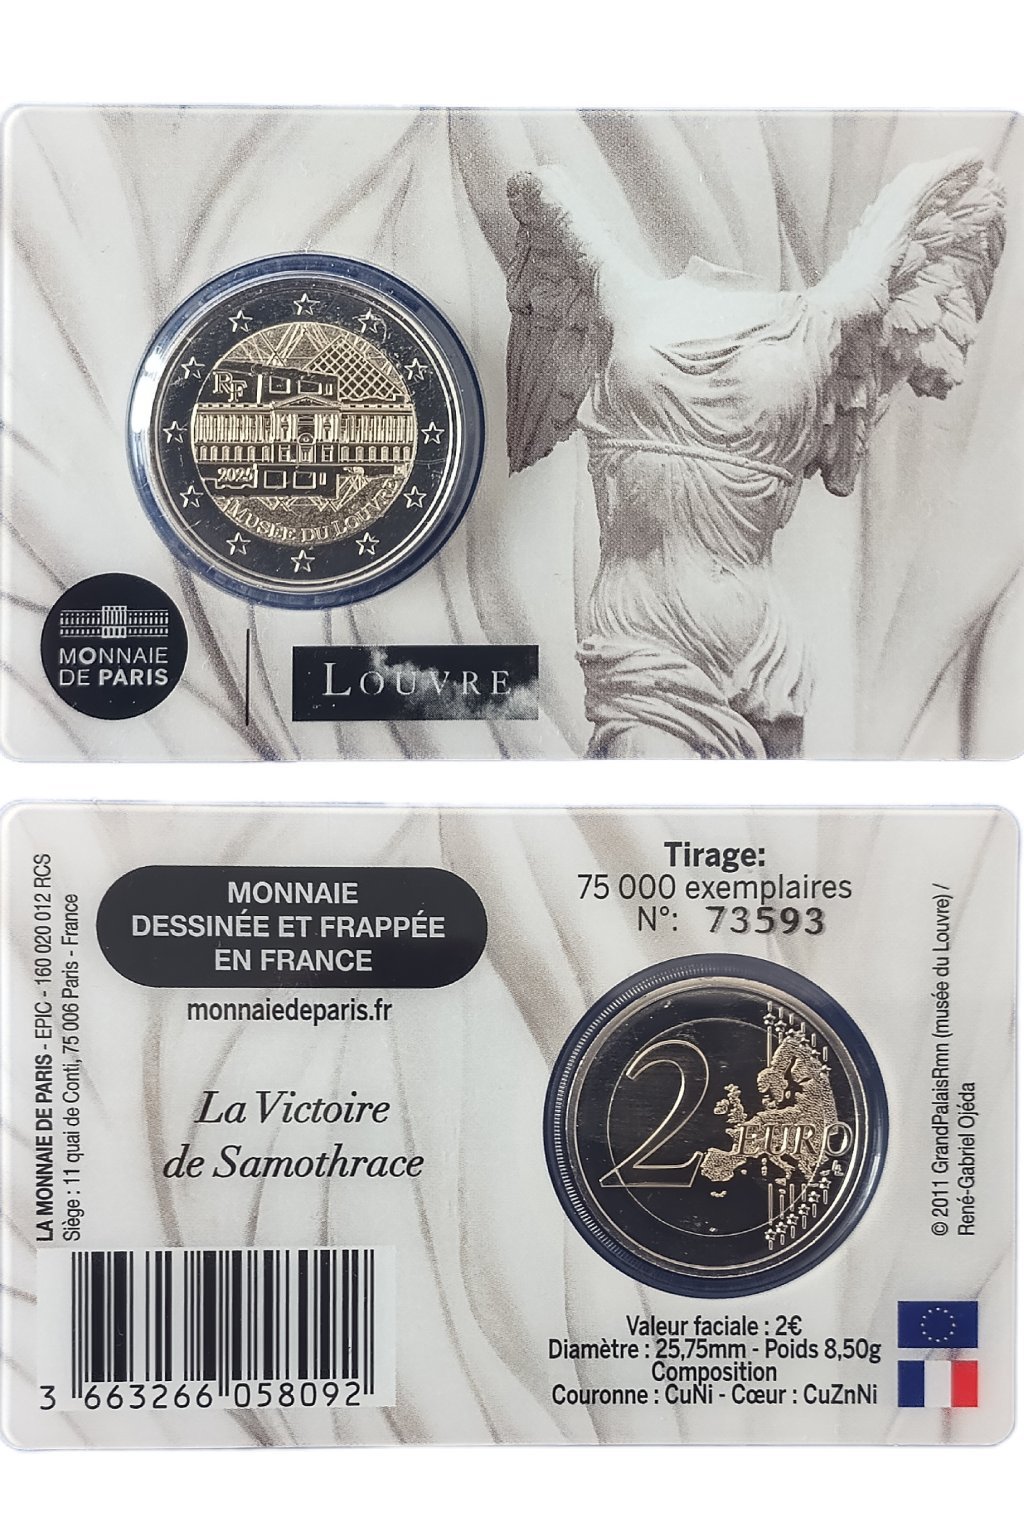 RF
2025
MUSÉE DU LOUVRE
MONNAIE
DE PARIS
LOUVRE
LA MONNAIE DE PARIS - EPIC - 160 020 012 RCS
Siège : 11 quai de Conti, 75 006 Paris - France
MONNAIE
DESSINÉE ET FRAPPÉE
EN FRANCE
monnaiedeparis.fr
La Victoire
de Samothrace
3 663266 058092
Tirage:
75 000 exemplaires
N°: 73593
2 EURO
Valeur faciale : 2€
Diamètre : 25,75mm - Poids 8,50g
Composition
Couronne : CuNi - Cœur : CuZnNi
© 2011 GrandPalaisRmn (musée du Louvre) /
René-Gabriel Ojéda